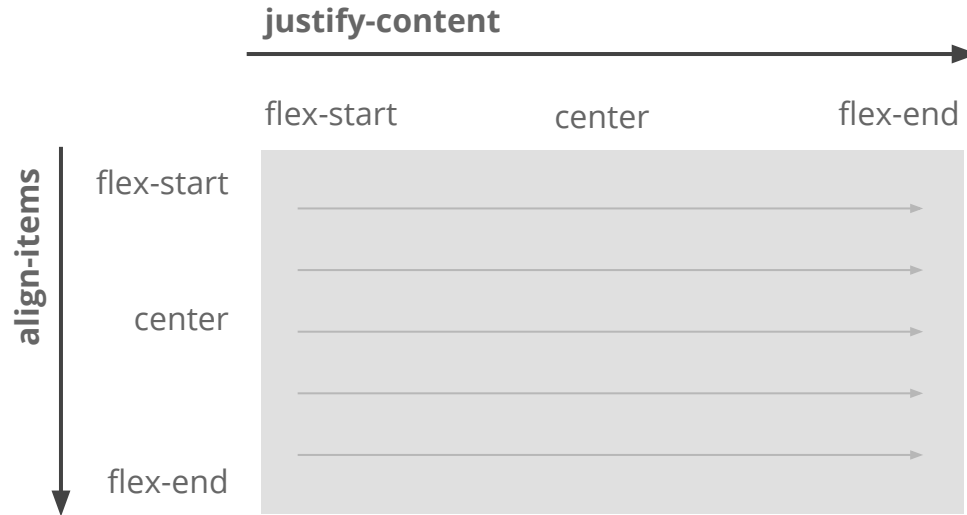 justify-content
flex-start center flex-end
align-items
flex-start
center
flex-end